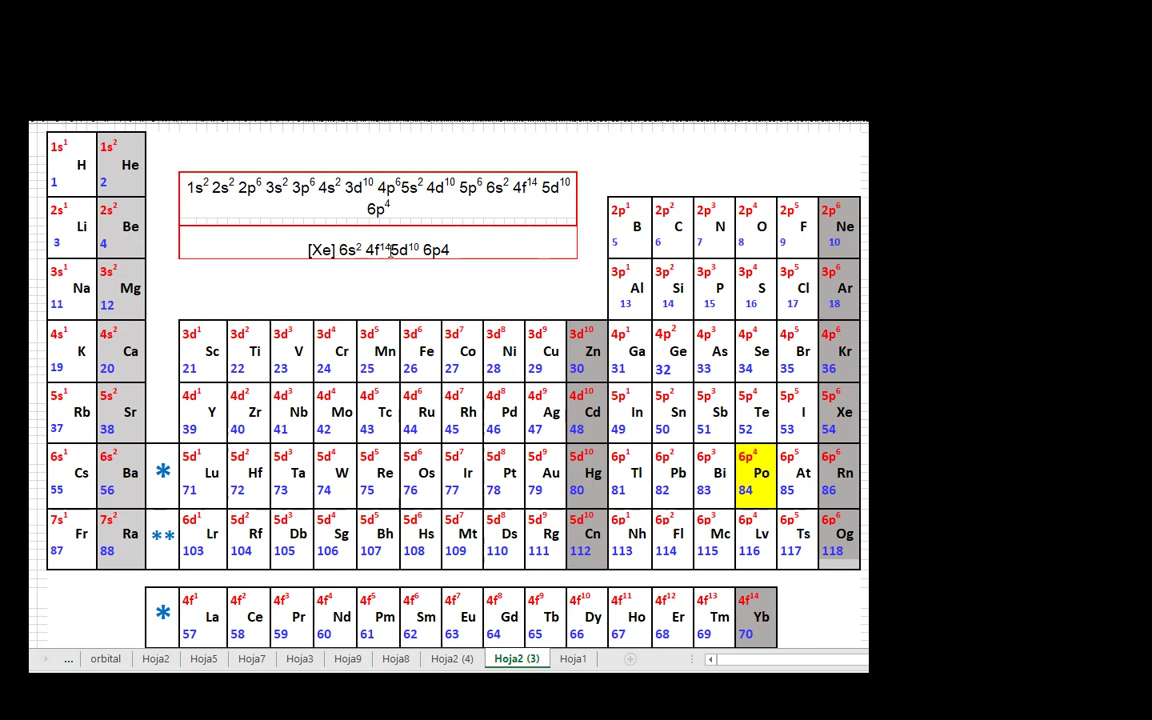 1s¹ 1s²
H He
1 2
1s² 2s² 2p⁶ 3s² 3p⁶ 4s² 3d¹⁰ 4p⁶5s² 4d¹⁰ 5p⁶ 6s² 4f¹⁴ 5d¹⁰
6p⁴
[Xe] 6s² 4f¹⁴5d¹⁰ 6p4
2s¹ 2s² 2p¹ 2p² 2p³ 2p⁴ 2p⁵ 2p⁶
Li Be B C N O F Ne
3 4 5 6 7 8 9 10
3s¹ 3s² 3p¹ 3p² 3p³ 3p⁴ 3p⁵ 3p⁶
Na Mg Al Si P S Cl Ar
11 12 13 14 15 16 17 18
4s¹ 4s² 3d¹ 3d² 3d³ 3d⁴ 3d⁵ 3d⁶ 3d⁷ 3d⁸ 3d⁹ 3d¹⁰ 4p¹ 4p² 4p³ 4p⁴ 4p⁵ 4p⁶
K Ca Sc Ti V Cr Mn Fe Co Ni Cu Zn Ga Ge As Se Br Kr
19 20 21 22 23 24 25 26 27 28 29 30 31 32 33 34 35 36
5s¹ 5s² 4d¹ 4d² 4d³ 4d⁴ 4d⁵ 4d⁶ 4d⁷ 4d⁸ 4d⁹ 4d¹⁰ 5p¹ 5p² 5p³ 5p⁴ 5p⁵ 5p⁶
Rb Sr Y Zr Nb Mo Tc Ru Rh Pd Ag Cd In Sn Sb Te I Xe
37 38 39 40 41 42 43 44 45 46 47 48 49 50 51 52 53 54
6s¹ 6s² 5d¹ 5d² 5d³ 5d⁴ 5d⁵ 5d⁶ 5d⁷ 5d⁸ 5d⁹ 5d¹⁰ 6p¹ 6p² 6p³ 6p⁴ 6p⁵ 6p⁶
Cs Ba * Lu Hf Ta W Re Os Ir Pt Au Hg Tl Pb Bi Po At Rn
55 56 71 72 73 74 75 76 77 78 79 80 81 82 83 84 85 86
7s¹ 7s² 6d¹ 5d² 5d³ 5d⁴ 5d⁵ 5d⁶ 5d⁷ 5d⁸ 5d⁹ 5d¹⁰ 6p¹ 6p² 6p³ 6p⁴ 6p⁵ 6p⁶
Fr Ra ** Lr Rf Db Sg Bh Hs Mt Ds Rg Cn Nh Fl Mc Lv Ts Og
87 88 103 104 105 106 107 108 109 110 111 112 113 114 115 116 117 118
4f¹ 4f² 4f³ 4f⁴ 4f⁵ 4f⁶ 4f⁷ 4f⁸ 4f⁹ 4f¹⁰ 4f¹¹ 4f¹² 4f¹³ 4f¹⁴
* La Ce Pr Nd Pm Sm Eu Gd Tb Dy Ho Er Tm Yb
57 58 59 60 61 62 63 64 65 66 67 68 69 70
... orbital Hoja2 Hoja5 Hoja7 Hoja3 Hoja9 Hoja8 Hoja2 (4) Hoja2 (3) Hoja1